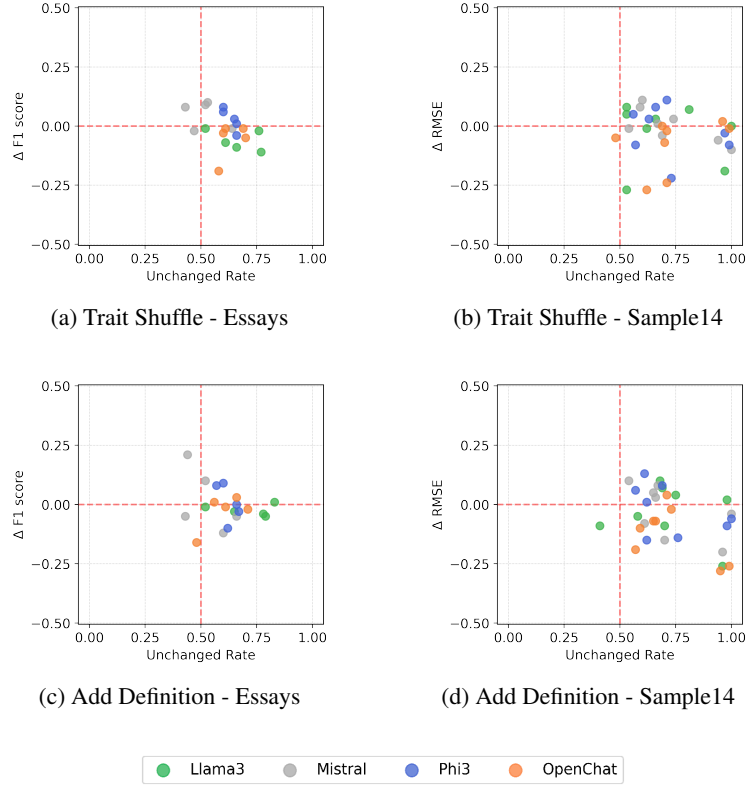 0.50
0.25
0.00
−0.25
−0.50
Δ F1 score
0.00 0.25 0.50 0.75 1.00
Unchanged Rate
(a) Trait Shuffle - Essays
0.50
0.25
0.00
−0.25
−0.50
Δ RMSE
0.00 0.25 0.50 0.75 1.00
Unchanged Rate
(b) Trait Shuffle - Sample14
0.50
0.25
0.00
−0.25
−0.50
Δ F1 score
0.00 0.25 0.50 0.75 1.00
Unchanged Rate
(c) Add Definition - Essays
0.50
0.25
0.00
−0.25
−0.50
Δ RMSE
0.00 0.25 0.50 0.75 1.00
Unchanged Rate
(d) Add Definition - Sample14
Llama3 Mistral Phi3 OpenChat